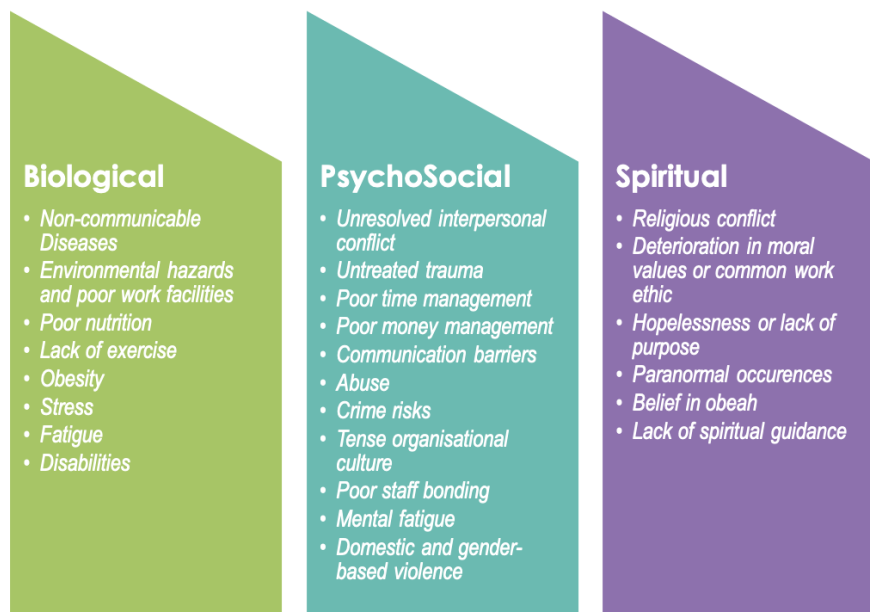 Biological
• Non-communicable
Diseases
• Environmental hazards
and poor work facilities
• Poor nutrition
• Lack of exercise
• Obesity
• Stress
• Fatigue
• Disabilities
PsychoSocial
• Unresolved interpersonal
conflict
• Untreated trauma
• Poor time management
• Poor money management
• Communication barriers
• Abuse
• Crime risks
• Tense organisational
culture
• Poor staff bonding
• Mental fatigue
• Domestic and gender-
based violence
Spiritual
• Religious conflict
• Deterioration in moral
values or common work
ethic
• Hopelessness or lack of
purpose
• Paranormal occurences
• Belief in obeah
• Lack of spiritual guidance